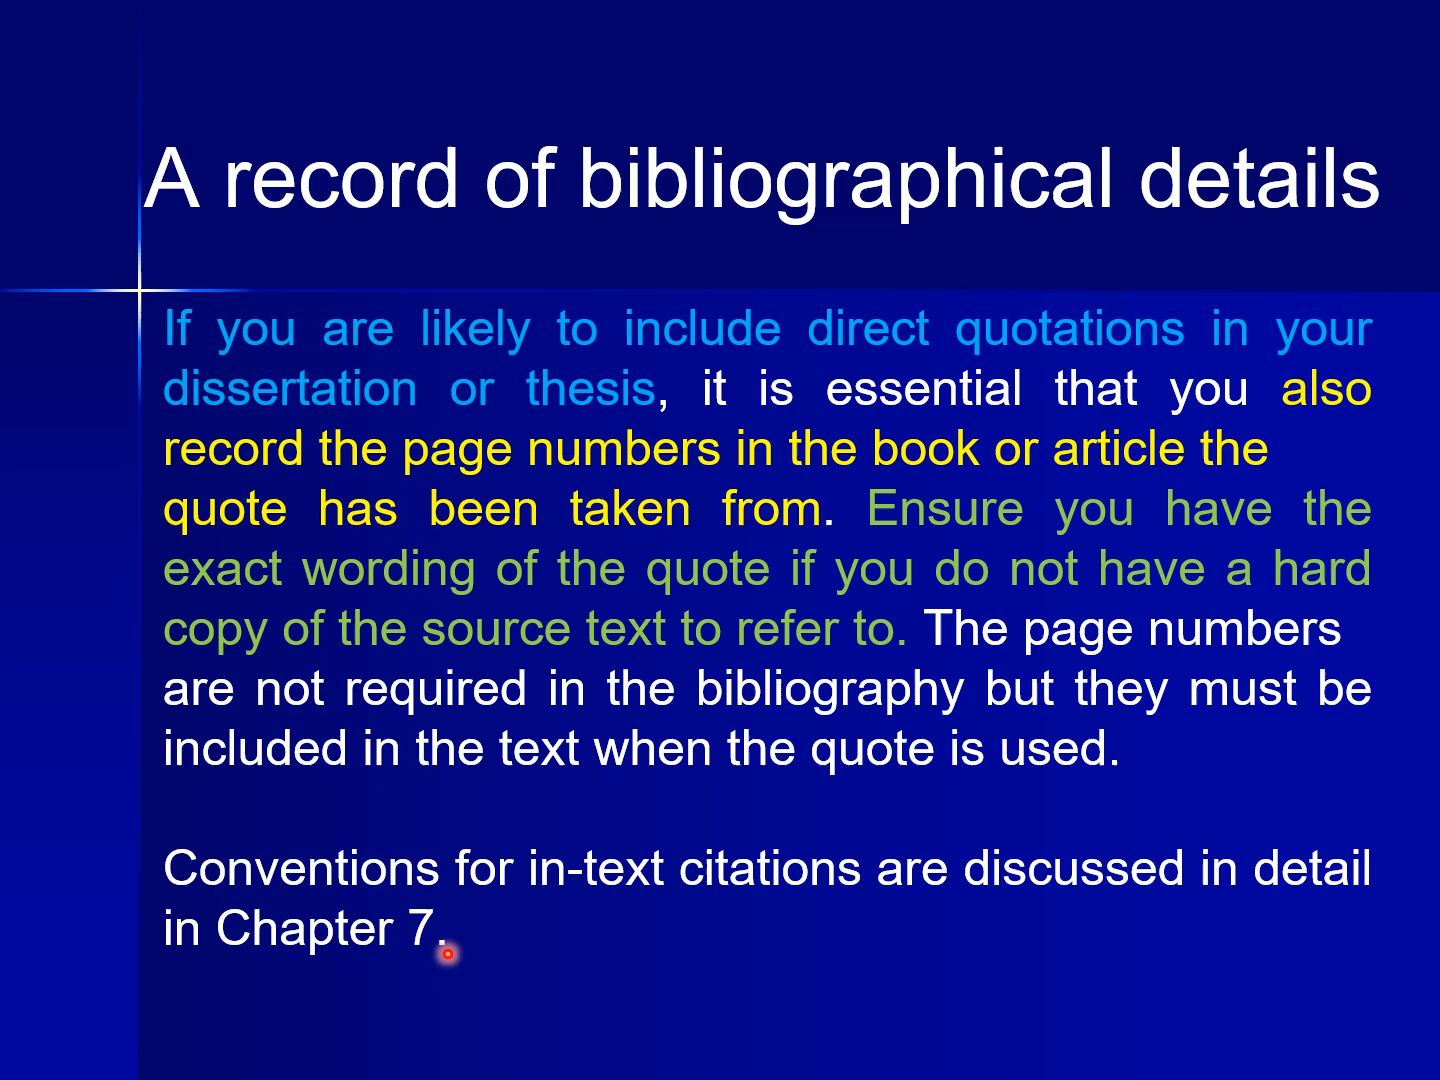 A record of bibliographical details
If you are likely to include direct quotations in your
dissertation or thesis, it is essential that you also
record the page numbers in the book or article the
quote has been taken from. Ensure you have the
exact wording of the quote if you do not have a hard
copy of the source text to refer to. The page numbers
are not required in the bibliography but they must be
included in the text when the quote is used.
Conventions for in-text citations are discussed in detail
in Chapter 7.